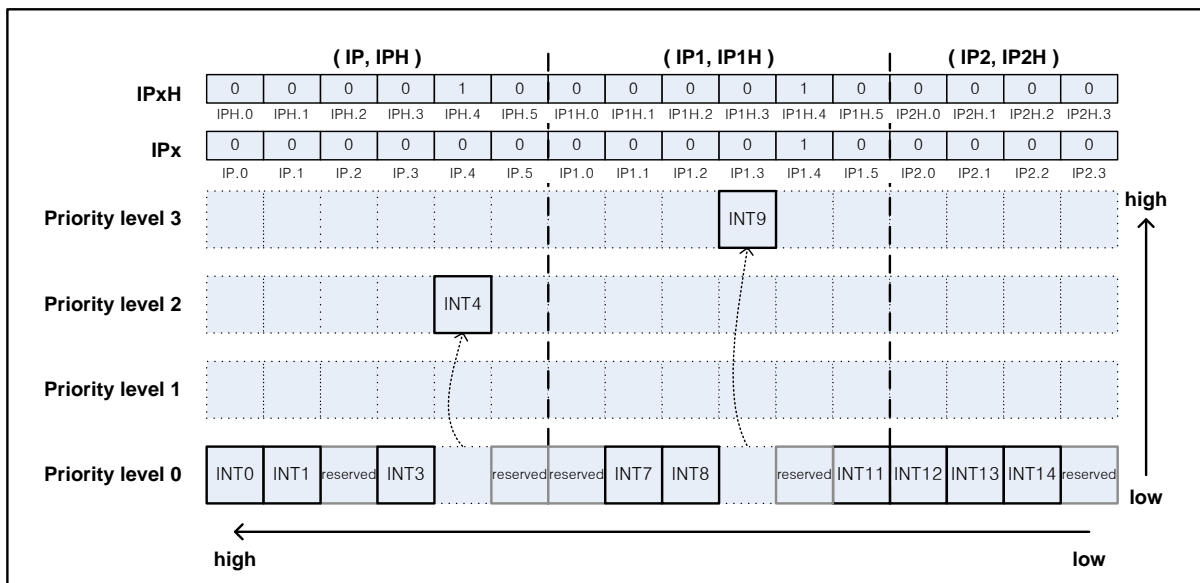 ( IP, IPH ) ( IP1, IP1H ) ( IP2, IP2H )
IPxH 0 0 0 0 1 0 0 0 0 0 1 0 0 0 0 0
IPH.0 IPH.1 IPH.2 IPH.3 IPH.4 IPH.5 IP1H.0 IP1H.1 IP1H.2 IP1H.3 IP1H.4 IP1H.5 IP2H.0 IP2H.1 IP2H.2 IP2H.3
IPx 0 0 0 0 0 0 0 0 0 0 1 0 0 0 0 0
IP.0 IP.1 IP.2 IP.3 IP.4 IP.5 IP1.0 IP1.1 IP1.2 IP1.3 IP1.4 IP1.5 IP2.0 IP2.1 IP2.2 IP2.3
high
Priority level 3 INT9
Priority level 2 INT4
Priority level 1
Priority level 0 INT0 INT1 reserved INT3 reserved reserved INT7 INT8 reserved INT11 INT12 INT13 INT14 reserved
low
high low